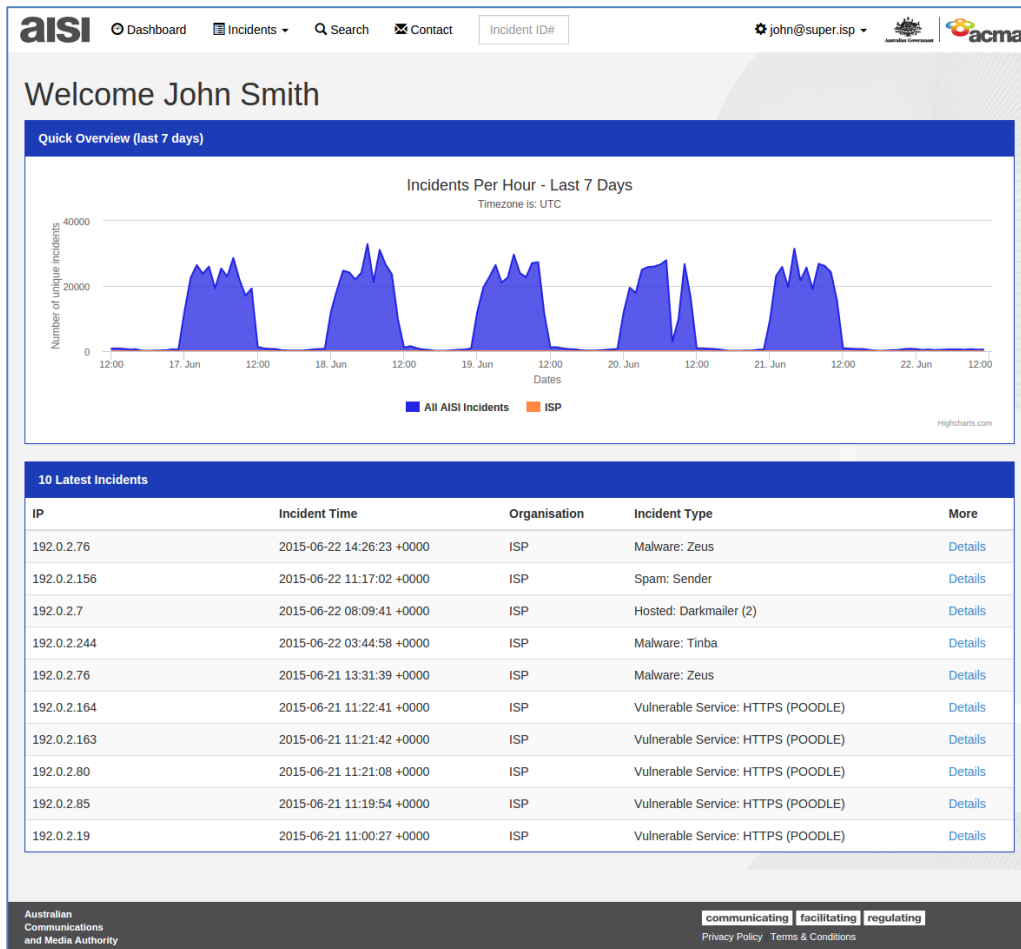 aisi Dashboard Incidents Search Contact Incident ID# john@super.isp Australian Government acma
Welcome John Smith
Quick Overview (last 7 days)
Incidents Per Hour - Last 7 Days
Timezone is: UTC
Number of unique incidents
40000
20000
0
12:00 17. Jun 12:00 18. Jun 12:00 19. Jun 12:00 20. Jun 12:00 21. Jun 12:00 22. Jun 12:00
Dates
All AISI Incidents ISP
Highcharts.com
10 Latest Incidents
IP Incident Time Organisation Incident Type More
192.0.2.76 2015-06-22 14:26:23 +0000 ISP Malware: Zeus Details
192.0.2.156 2015-06-22 11:17:02 +0000 ISP Spam: Sender Details
192.0.2.7 2015-06-22 08:09:41 +0000 ISP Hosted: Darkmailer (2) Details
192.0.2.244 2015-06-22 03:44:58 +0000 ISP Malware: Tinba Details
192.0.2.76 2015-06-21 13:31:39 +0000 ISP Malware: Zeus Details
192.0.2.164 2015-06-21 11:22:41 +0000 ISP Vulnerable Service: HTTPS (POODLE) Details
192.0.2.163 2015-06-21 11:21:42 +0000 ISP Vulnerable Service: HTTPS (POODLE) Details
192.0.2.80 2015-06-21 11:21:08 +0000 ISP Vulnerable Service: HTTPS (POODLE) Details
192.0.2.85 2015-06-21 11:19:54 +0000 ISP Vulnerable Service: HTTPS (POODLE) Details
192.0.2.19 2015-06-21 11:00:27 +0000 ISP Vulnerable Service: HTTPS (POODLE) Details
Australian
Communications
and Media Authority
communicating facilitating regulating
Privacy Policy Terms & Conditions